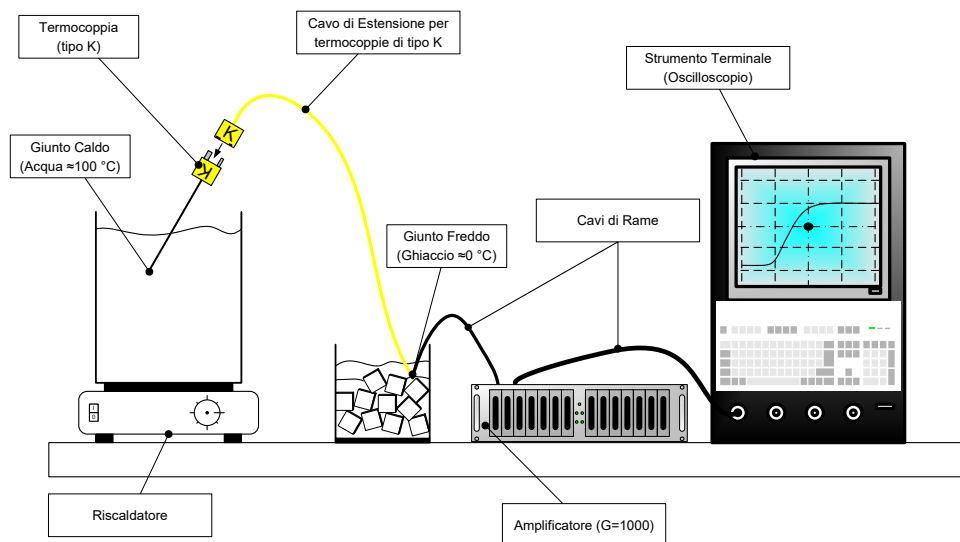 Termocoppia
(tipo K)
Cavo di Estensione per
termocoppie di tipo K
Strumento Terminale
(Oscilloscopio)
Giunto Caldo
(Acqua ≈100 °C)
K
K
Giunto Freddo
(Ghiaccio ≈0 °C)
Cavi di Rame
I
0
Riscaldatore
Amplificatore (G=1000)